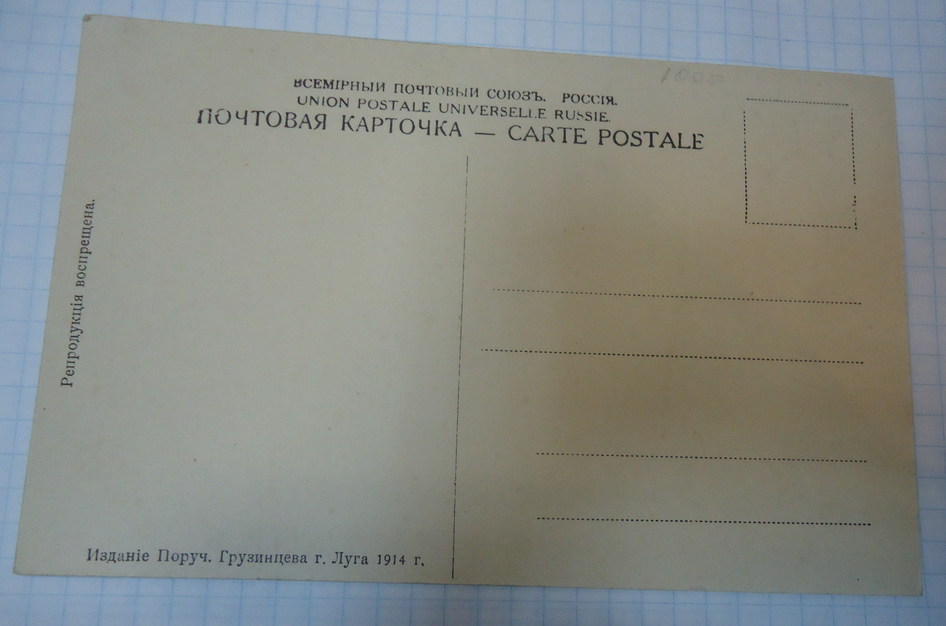 1000
ВСЕМІРНЫЙ ПОЧТОВЫЙ СОЮЗЪ. РОССІЯ.
UNION POSTALE UNIVERSELLE RUSSIE.
ПОЧТОВАЯ КАРТОЧКА — CARTE POSTALE
Репродукція воспрещена.
Изданіе Поруч. Грузинцева г. Луга 1914 г.